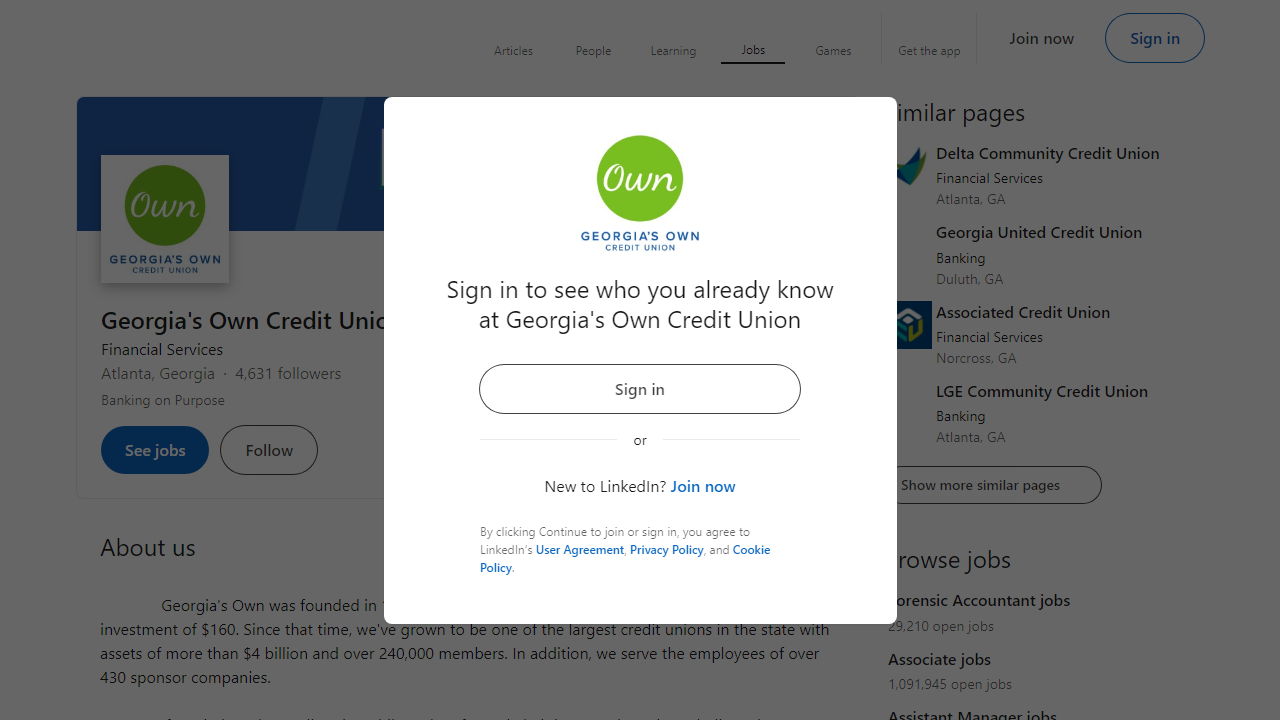 Articles
People
Learning
Jobs
Games
Get the app
Join now
Sign in
Own
GEORGIA'S OWN
CREDIT UNION
Georgia's Own Credit Unio
Financial Services
Atlanta, Georgia · 4,631 followers
Banking on Purpose
See jobs
Follow
About us
Georgia's Own was founded in
investment of $160. Since that time, we've grown to be one of the largest credit unions in the state with
assets of more than $4 billion and over 240,000 members. In addition, we serve the employees of over
430 sponsor companies.
Own
GEORGIA'S OWN
CREDIT UNION
Sign in to see who you already know
at Georgia's Own Credit Union
Sign in
or
New to LinkedIn? Join now
By clicking Continue to join or sign in, you agree to
LinkedIn's User Agreement, Privacy Policy, and Cookie
Policy.
imilar pages
Delta Community Credit Union
Financial Services
Atlanta, GA
Georgia United Credit Union
Banking
Duluth, GA
Associated Credit Union
Financial Services
Norcross, GA
LGE Community Credit Union
Banking
Atlanta, GA
Show more similar pages
rowse jobs
Forensic Accountant jobs
29,210 open jobs
Associate jobs
1,091,945 open jobs
Assistant Manager jobs